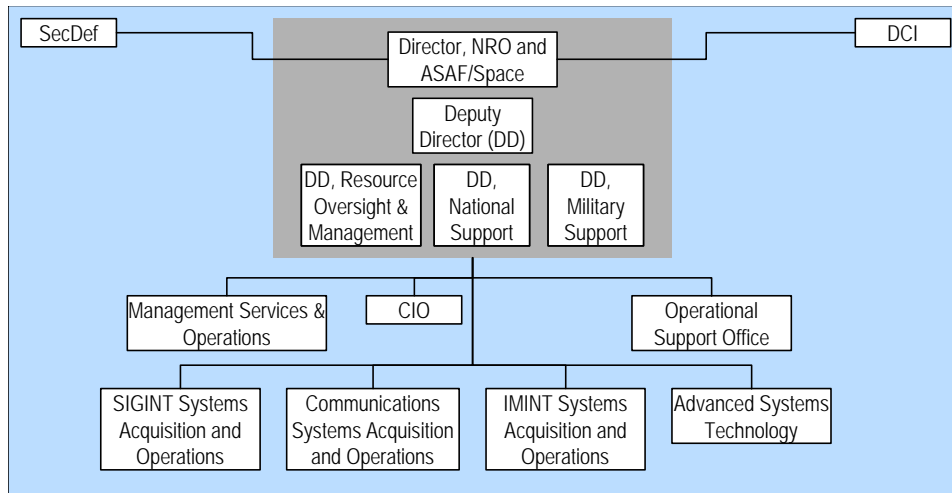 SecDef
Director, NRO and
ASAF/Space
DCI
Deputy
Director (DD)
DD, Resource
Oversight &
Management
DD,
National
Support
DD,
Military
Support
Management Services &
Operations
CIO
Operational
Support Office
SIGINT Systems
Acquisition and
Operations
Communications
Systems Acquisition
and Operations
IMINT Systems
Acquisition and
Operations
Advanced Systems
Technology